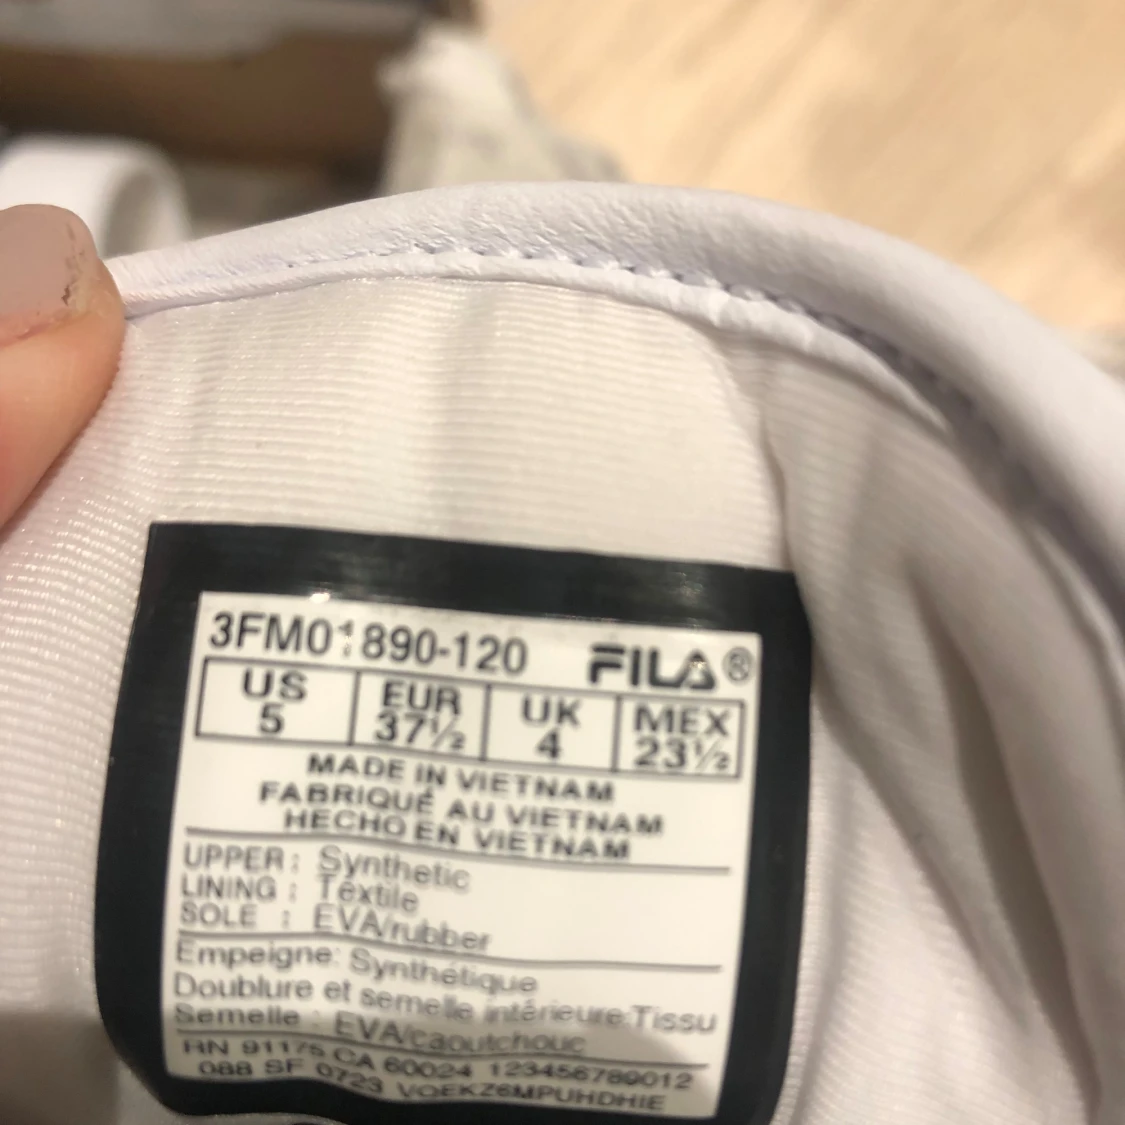 3FM01890-120 FILA®
US EUR UK MEX
5 37½ 4 23½
MADE IN VIETNAM
FABRIQUÉ AU VIETNAM
HECHO EN VIETNAM
UPPER : Synthetic
LINING : Textile
SOLE : EVA/rubber
Empeigne: Synthétique
Doublure et semelle intérieure:Tissu
Semelle : EVA/caoutchouc
RN 91175 CA 60024 123456789012
088 SF 0723 VOEKZ6MPUHDHIE